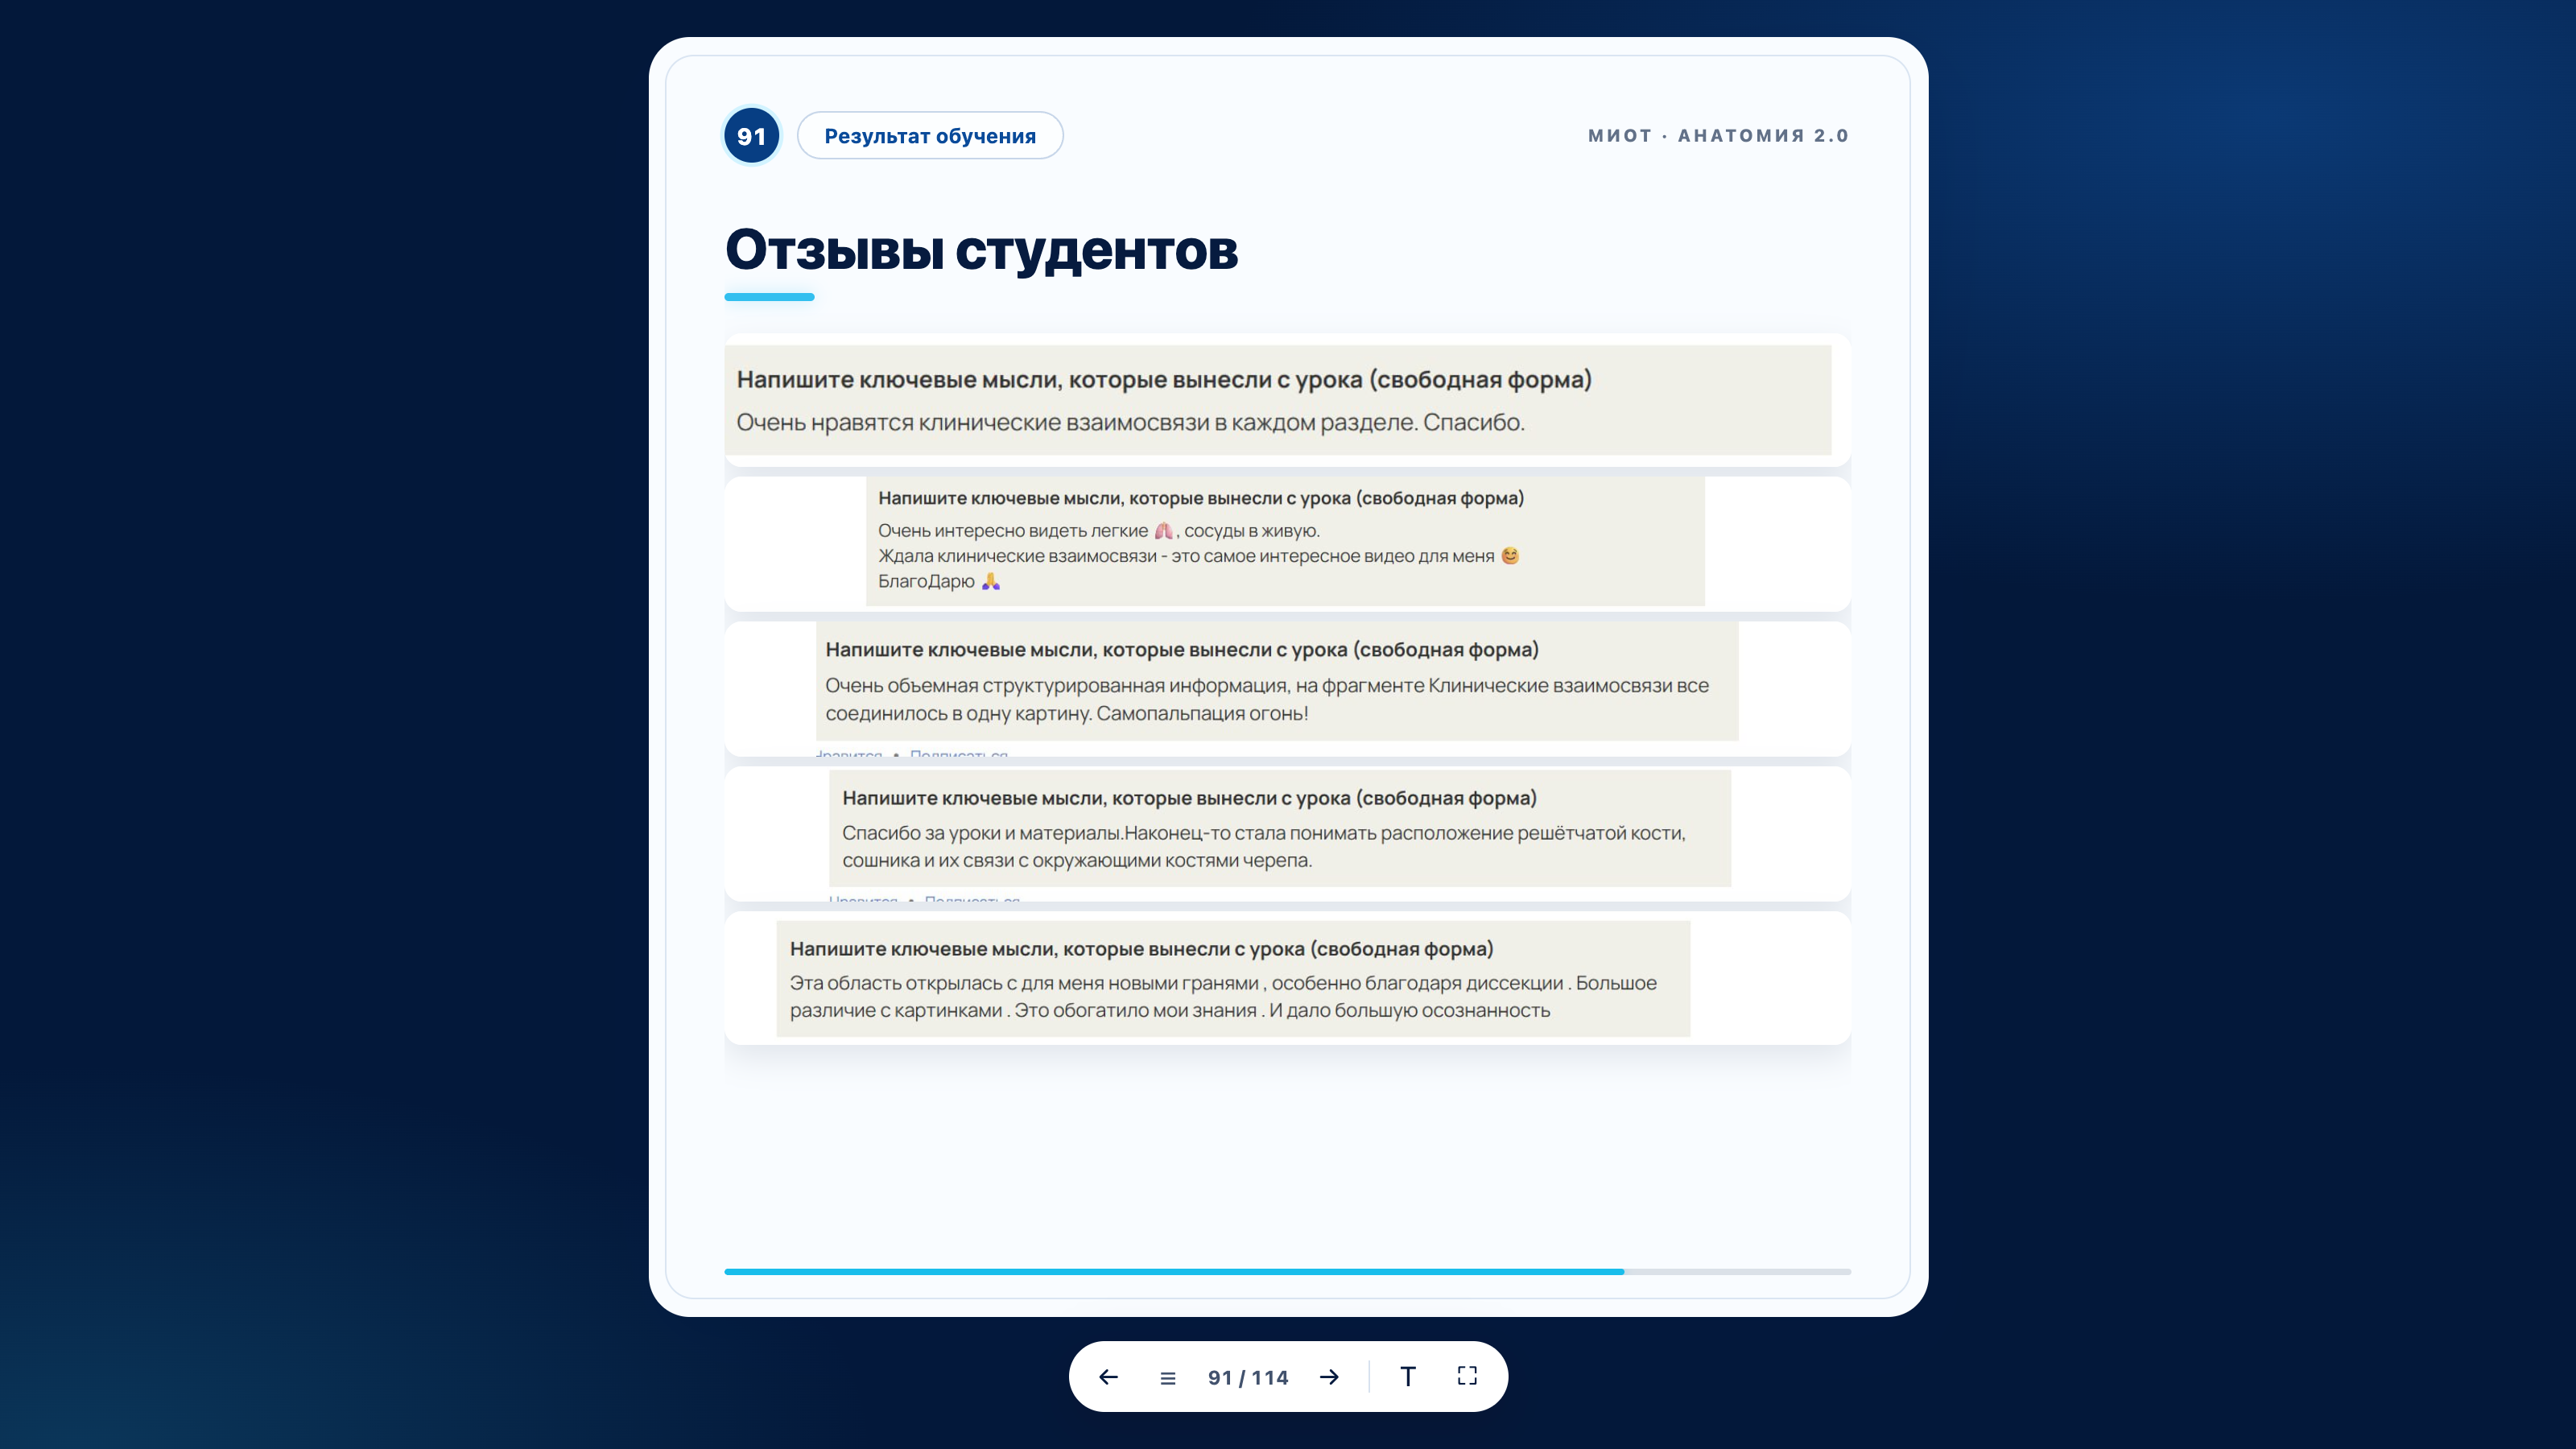 91
Результат обучения
МИОТ · АНАТОМИЯ 2.0
Отзывы студентов
Напишите ключевые мысли, которые вынесли с урока (свободная форма)
Очень нравятся клинические взаимосвязи в каждом разделе. Спасибо.
Напишите ключевые мысли, которые вынесли с урока (свободная форма)
Очень интересно видеть легкие 🫁, сосуды в живую.
Ждала клинические взаимосвязи - это самое интересное видео для меня 😊
БлагоДарю 🙏
Напишите ключевые мысли, которые вынесли с урока (свободная форма)
Очень объемная структурированная информация, на фрагменте Клинические взаимосвязи все
соединилось в одну картину. Самопальпация огонь!
Нравится • Подписаться
Напишите ключевые мысли, которые вынесли с урока (свободная форма)
Спасибо за уроки и материалы.Наконец-то стала понимать расположение решётчатой кости,
сошника и их связи с окружающими костями черепа.
Нравится • Подписаться
Напишите ключевые мысли, которые вынесли с урока (свободная форма)
Эта область открылась с для меня новыми гранями , особенно благодаря диссекции . Большое
различие с картинками . Это обогатило мои знания . И дало большую осознанность
91 / 114
T